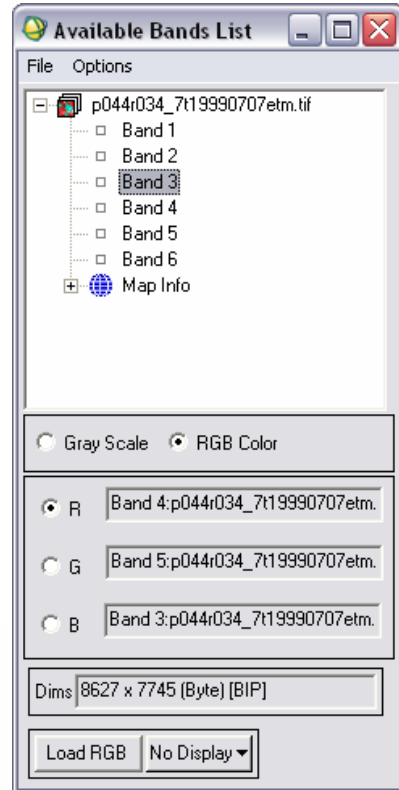 Available Bands List
File Options
p044r034_7t19990707etm.tif
Band 1
Band 2
Band 3
Band 4
Band 5
Band 6
Map Info
Gray Scale RGB Color
R Band 4:p044r034_7t19990707etm.
G Band 5:p044r034_7t19990707etm.
B Band 3:p044r034_7t19990707etm.
Dims 8627 x 7745 (Byte) [BIP]
Load RGB No Display